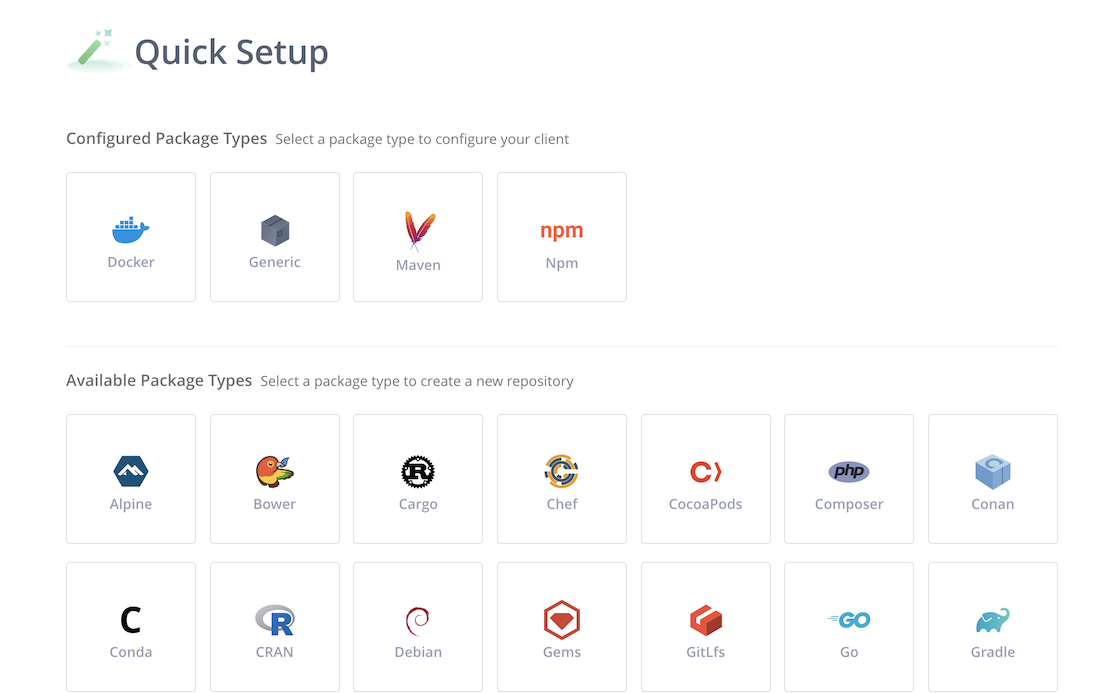 Quick Setup
Configured Package Types Select a package type to configure your client
npm
Docker Generic Maven Npm
Available Package Types Select a package type to create a new repository
R C php C
Alpine Bower Cargo Chef CocoaPods Composer Conan
C R GO
Conda CRAN Debian Gems GitLfs Go Gradle